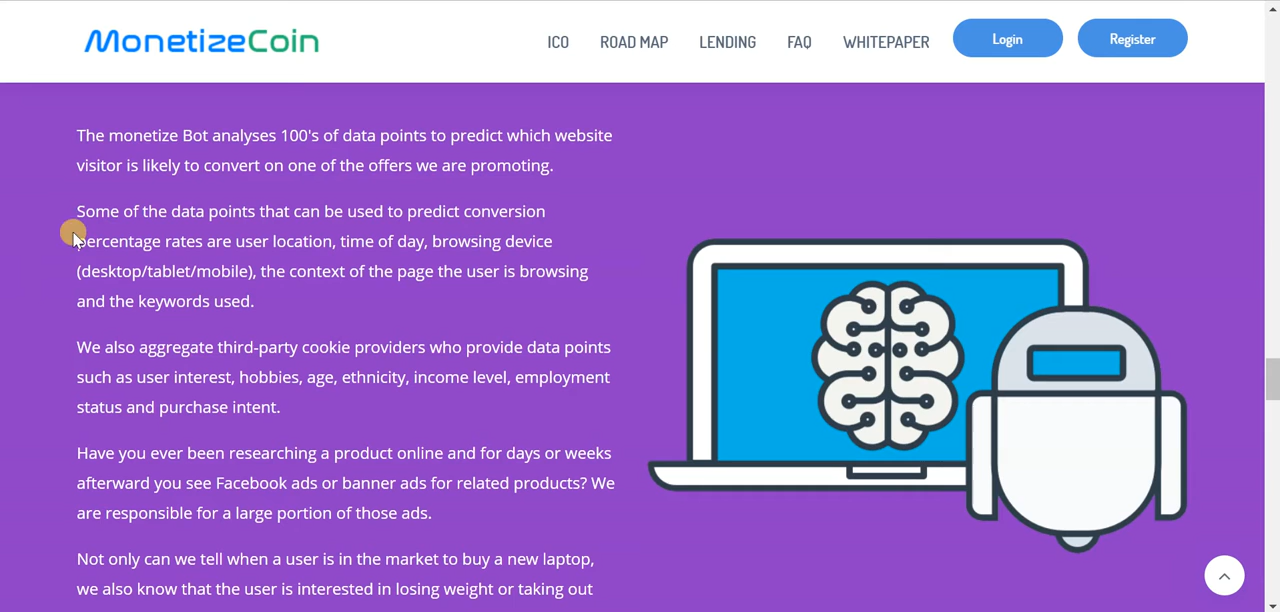 MonetizeCoin
ICO ROAD MAP LENDING FAQ WHITEPAPER Login Register
The monetize Bot analyses 100's of data points to predict which website
visitor is likely to convert on one of the offers we are promoting.
Some of the data points that can be used to predict conversion
percentage rates are user location, time of day, browsing device
(desktop/tablet/mobile), the context of the page the user is browsing
and the keywords used.
We also aggregate third-party cookie providers who provide data points
such as user interest, hobbies, age, ethnicity, income level, employment
status and purchase intent.
Have you ever been researching a product online and for days or weeks
afterward you see Facebook ads or banner ads for related products? We
are responsible for a large portion of those ads.
Not only can we tell when a user is in the market to buy a new laptop,
we also know that the user is interested in losing weight or taking out